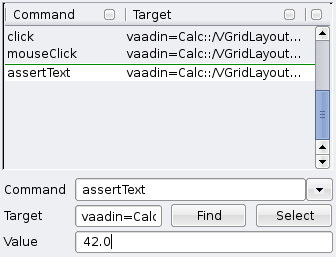 Command Target
click vaadin=Calc::/VGridLayout...
mouseClick vaadin=Calc::/VGridLayout...
assertText vaadin=Calc::/VGridLayout...
Command assertText
Target vaadin=Calc Find Select
Value 42.0